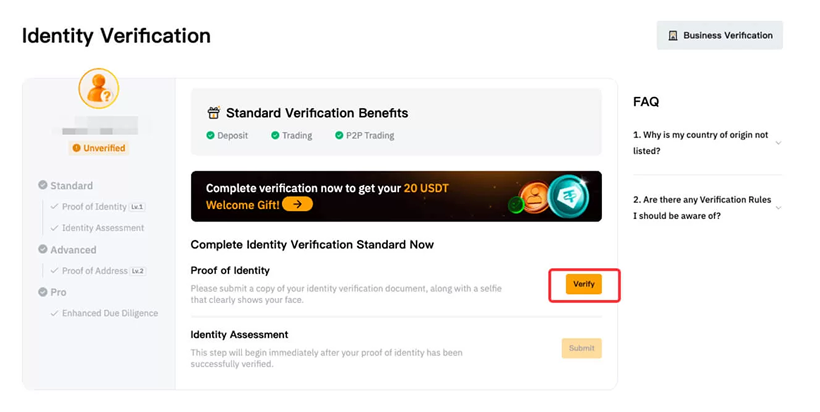 Identity Verification
Business Verification
Unverified
Standard
Proof of Identity Lv.1
Identity Assessment
Advanced
Proof of Address Lv.2
Pro
Enhanced Due Diligence
Standard Verification Benefits
Deposit
Trading
P2P Trading
Complete verification now to get your 20 USDT
Welcome Gift!
Complete Identity Verification Standard Now
Proof of Identity
Please submit a copy of your identity verification document, along with a selfie
that clearly shows your face.
Verify
Identity Assessment
This step will begin immediately after your proof of identity has been
successfully verified.
Submit
FAQ
1. Why is my country of origin not
listed?
2. Are there any Verification Rules
I should be aware of?